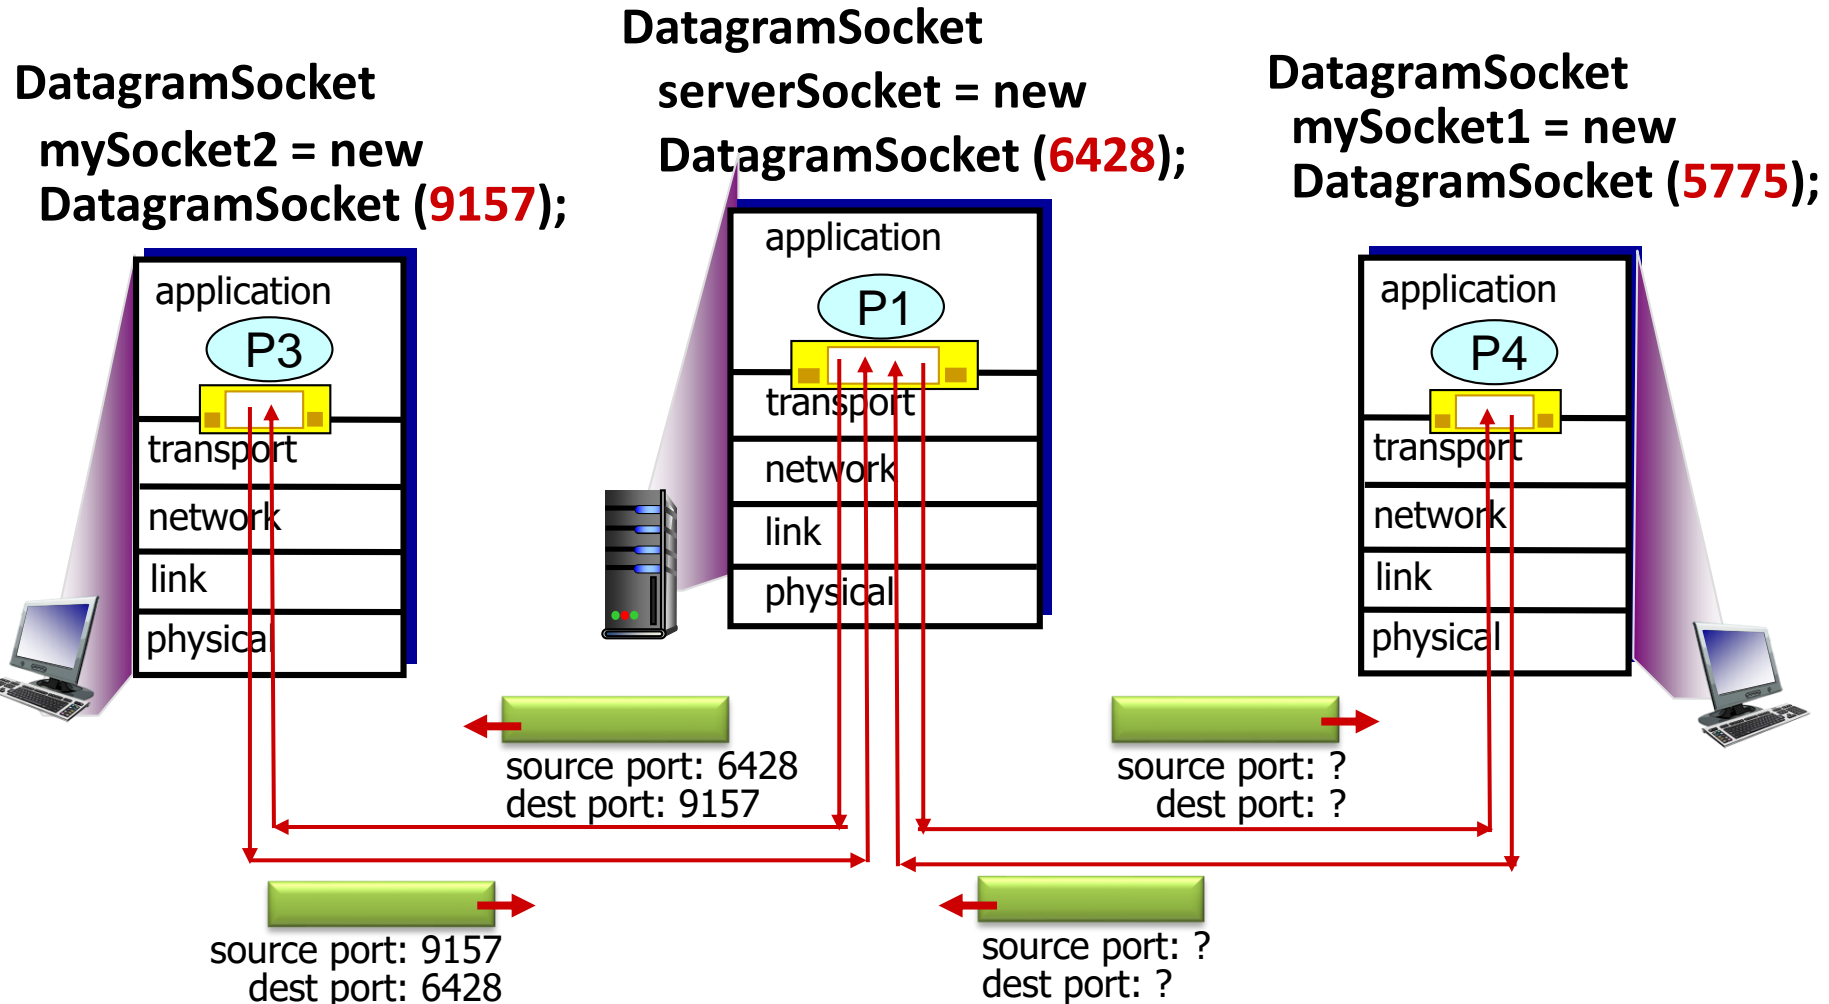 DatagramSocket
mySocket2 = new
DatagramSocket (9157);
DatagramSocket
serverSocket = new
DatagramSocket (6428);
DatagramSocket
mySocket1 = new
DatagramSocket (5775);
application
P3
transport
network
link
physical
application
P1
transport
network
link
physical
application
P4
transport
network
link
physical
source port: 6428
dest port: 9157
source port: ?
dest port: ?
source port: 9157
dest port: 6428
source port: ?
dest port: ?